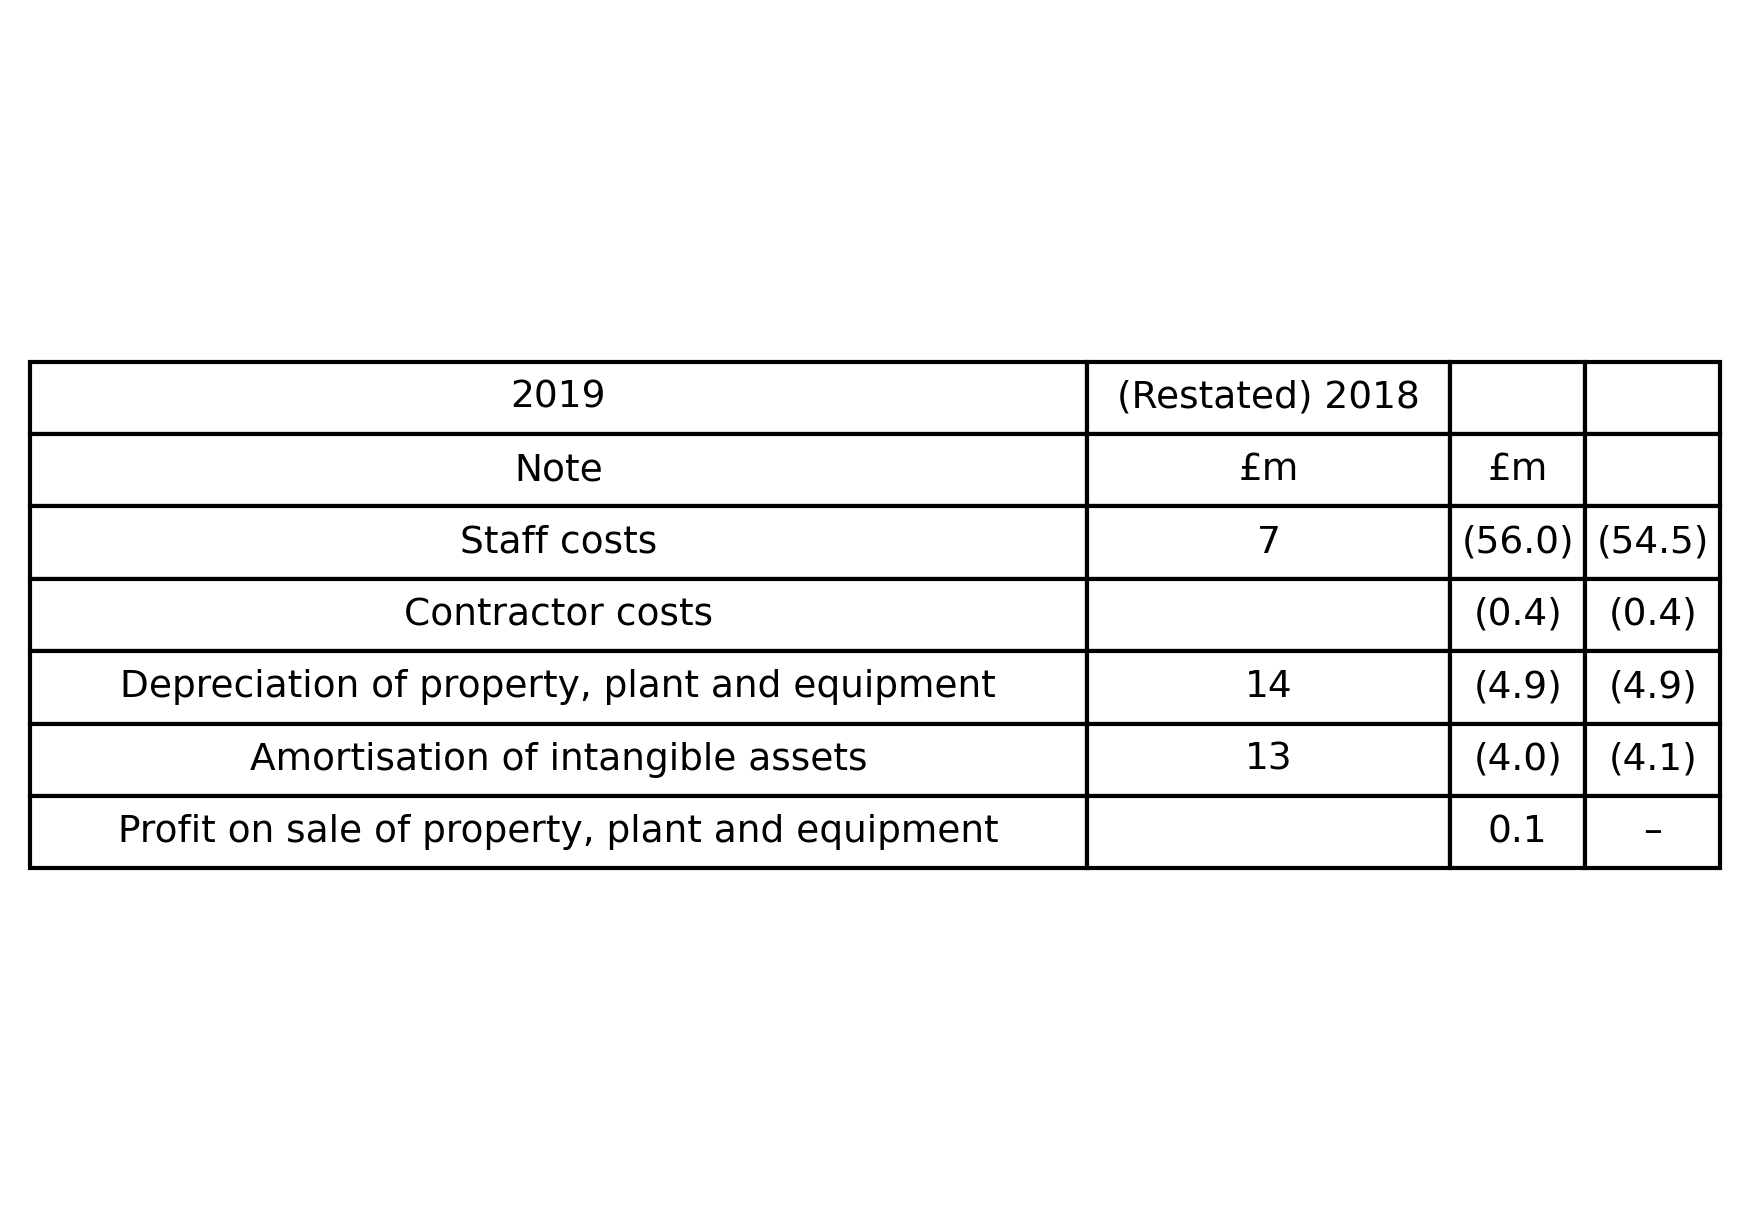 2019 (Restated) 2018
Note £m £m
Staff costs 7 (56.0) (54.5)
Contractor costs (0.4) (0.4)
Depreciation of property, plant and equipment 14 (4.9) (4.9)
Amortisation of intangible assets 13 (4.0) (4.1)
Profit on sale of property, plant and equipment 0.1 –